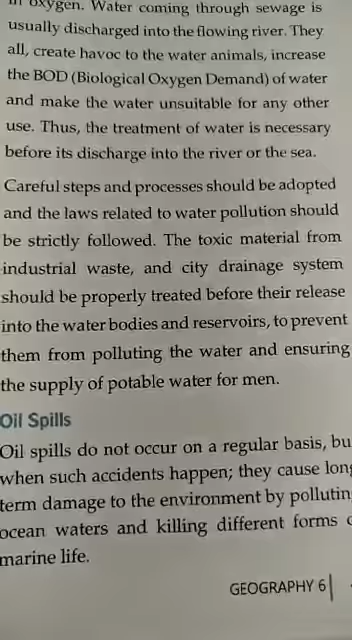 in oxygen. Water coming through sewage is
usually discharged into the flowing river. They
all, create havoc to the water animals, increase
the BOD (Biological Oxygen Demand) of water
and make the water unsuitable for any other
use. Thus, the treatment of water is necessary
before its discharge into the river or the sea.
Careful steps and processes should be adopted
and the laws related to water pollution should
be strictly followed. The toxic material from
industrial waste, and city drainage system
should be properly treated before their release
into the water bodies and reservoirs, to prevent
them from polluting the water and ensuring
the supply of potable water for men.
Oil Spills
Oil spills do not occur on a regular basis, bu
when such accidents happen; they cause long
term damage to the environment by pollutin
ocean waters and killing different forms
marine life.
GEOGRAPHY 6